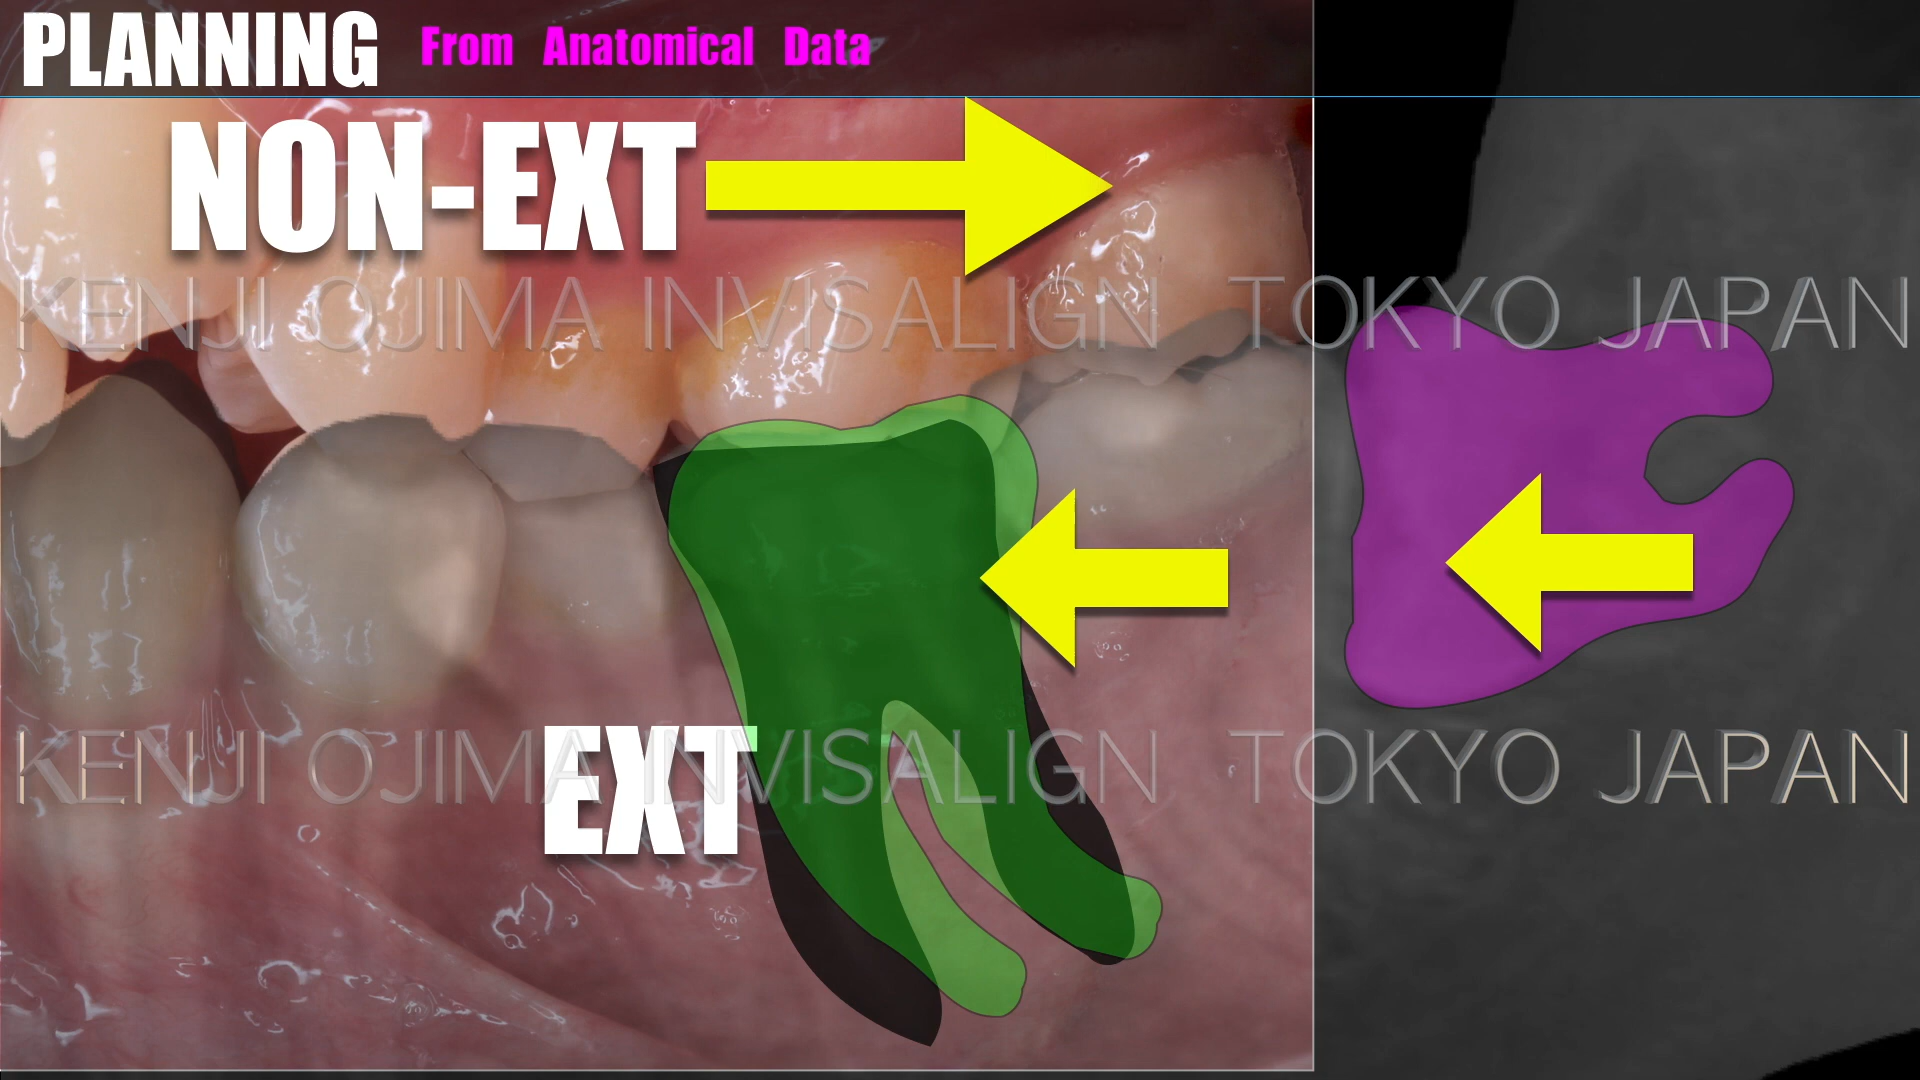 PLANNING From Anatomical Data
NON-EXT
KENJI OJIMA INVISALIGN TOKYO JAPAN
EXT
KENJI OJIMA INVISALIGN TOKYO JAPAN